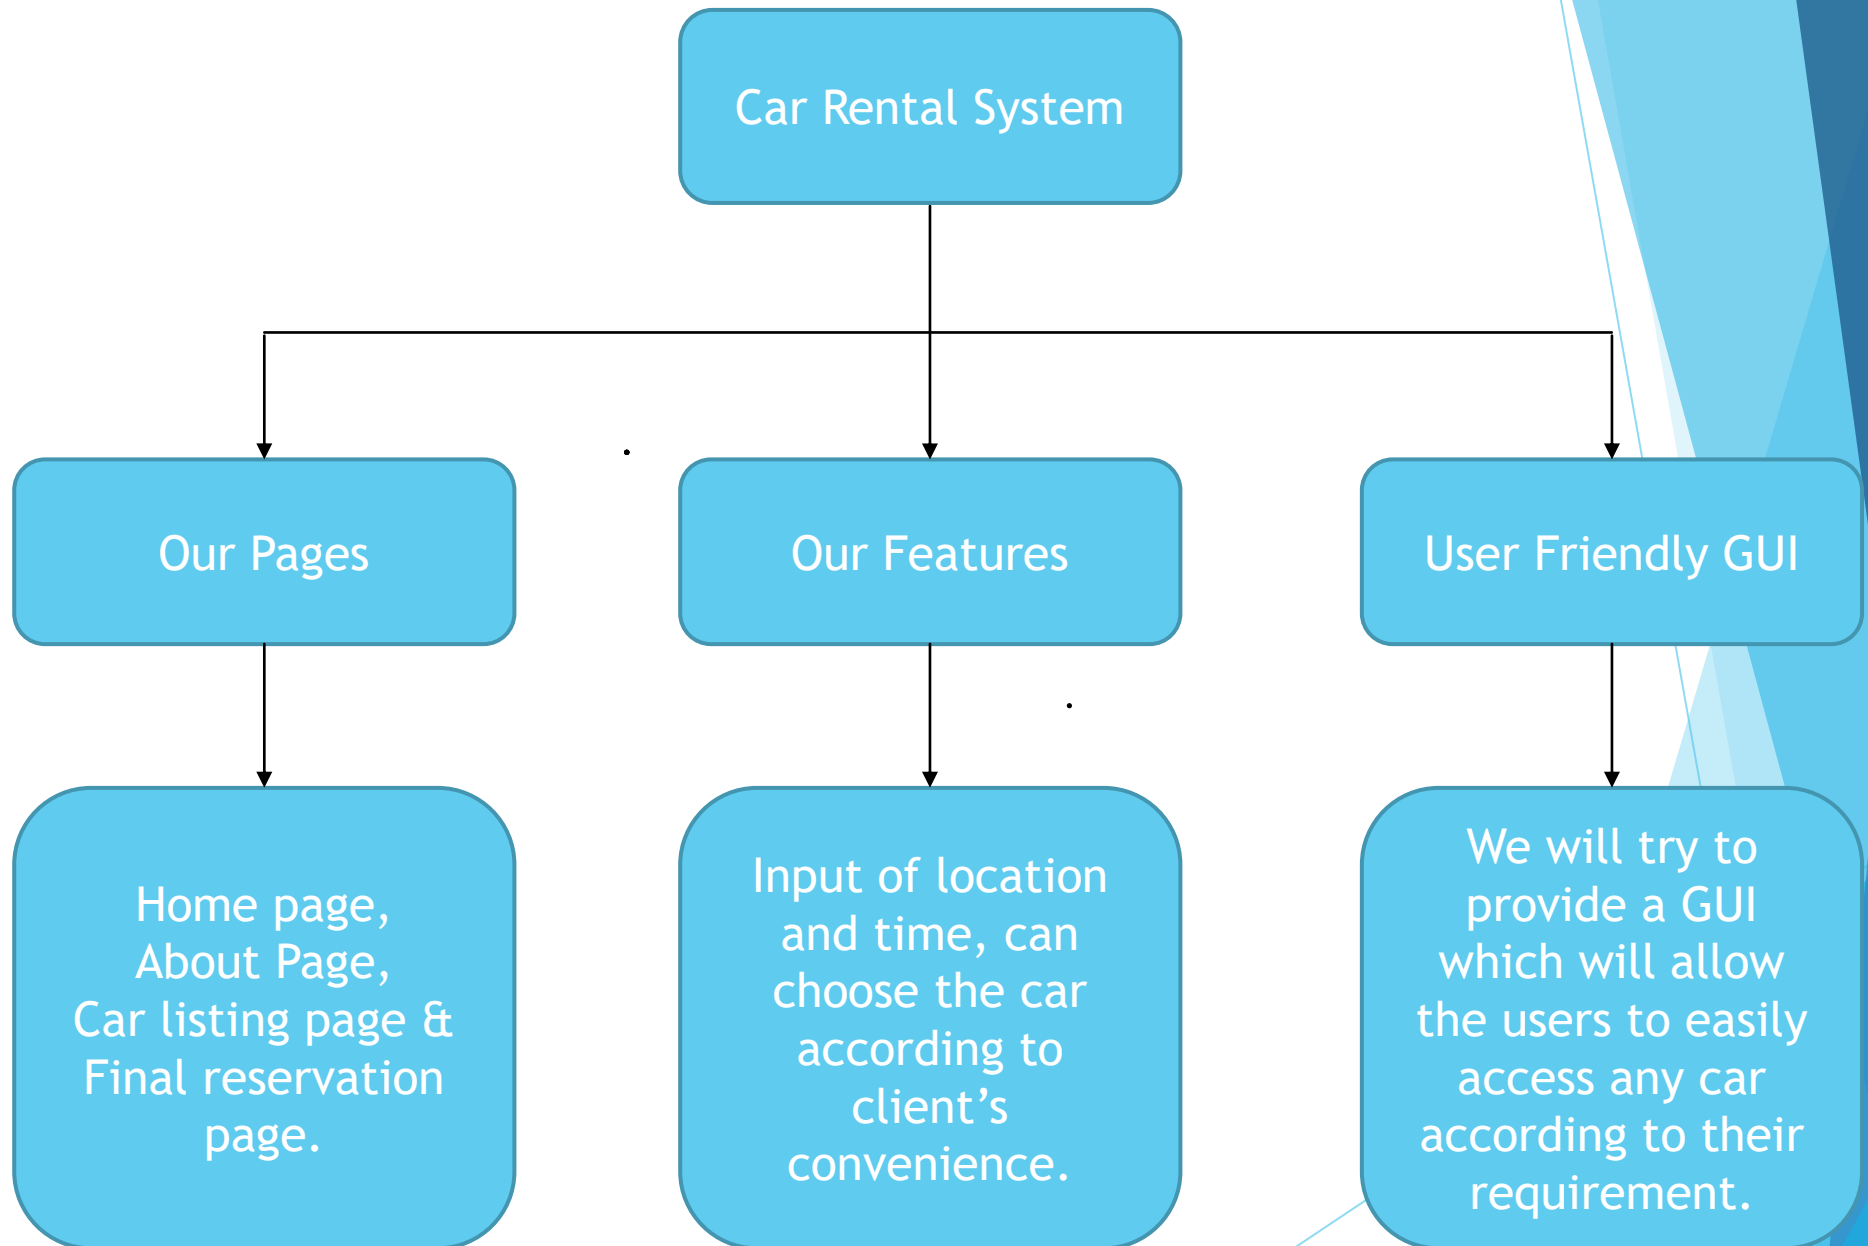 Car Rental System
Our Pages
Our Features
User Friendly GUI
Home page,
About Page,
Car listing page &
Final reservation
page.
Input of location
and time, can
choose the car
according to
client’s
convenience.
We will try to
provide a GUI
which will allow
the users to easily
access any car
according to their
requirement.